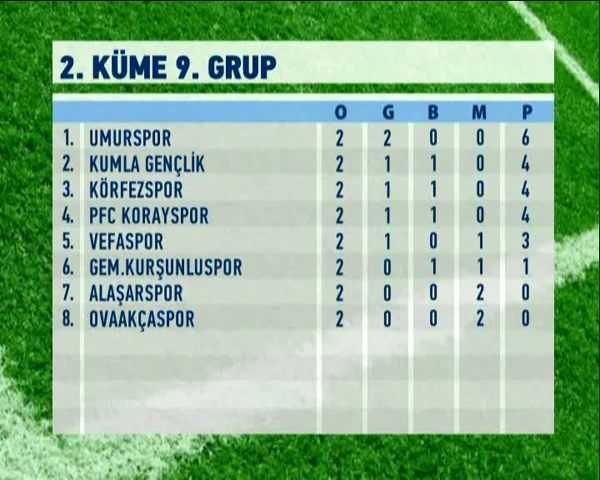 2. KÜME 9. GRUP
O G B M P
1. UMURSPOR 2 2 0 0 6
2. KUMLA GENÇLİK 2 1 1 0 4
3. KÖRFEZSPOR 2 1 1 0 4
4. PFC KORAYSPOR 2 1 1 0 4
5. VEFASPOR 2 1 0 1 3
6. GEM.KURŞUNLUSPOR 2 0 1 1 1
7. ALAŞARSPOR 2 0 0 2 0
8. OVAAKÇASPOR 2 0 0 2 0